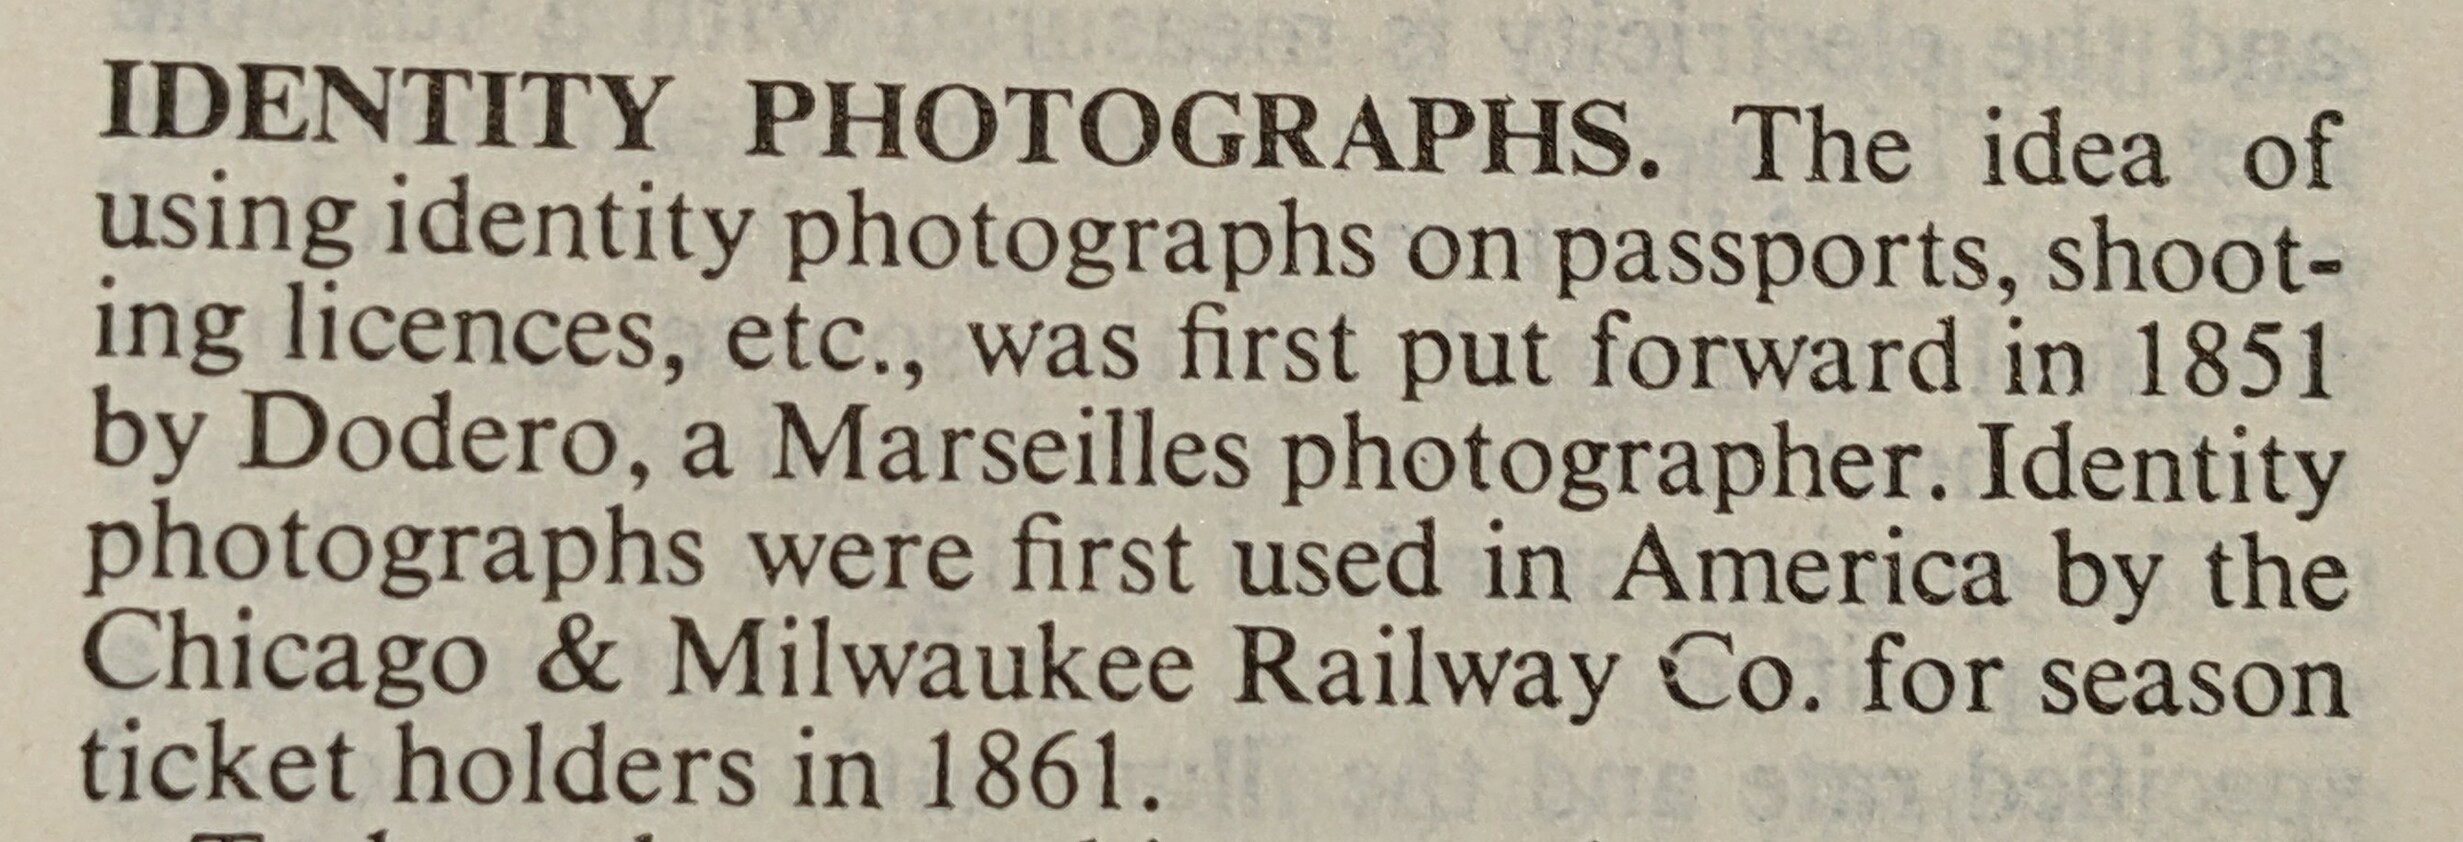 IDENTITY PHOTOGRAPHS. The idea of
using identity photographs on passports, shoot-
ing licences, etc., was first put forward in 1851
by Dodero, a Marseilles photographer. Identity
photographs were first used in America by the
Chicago & Milwaukee Railway Co. for season
ticket holders in 1861.